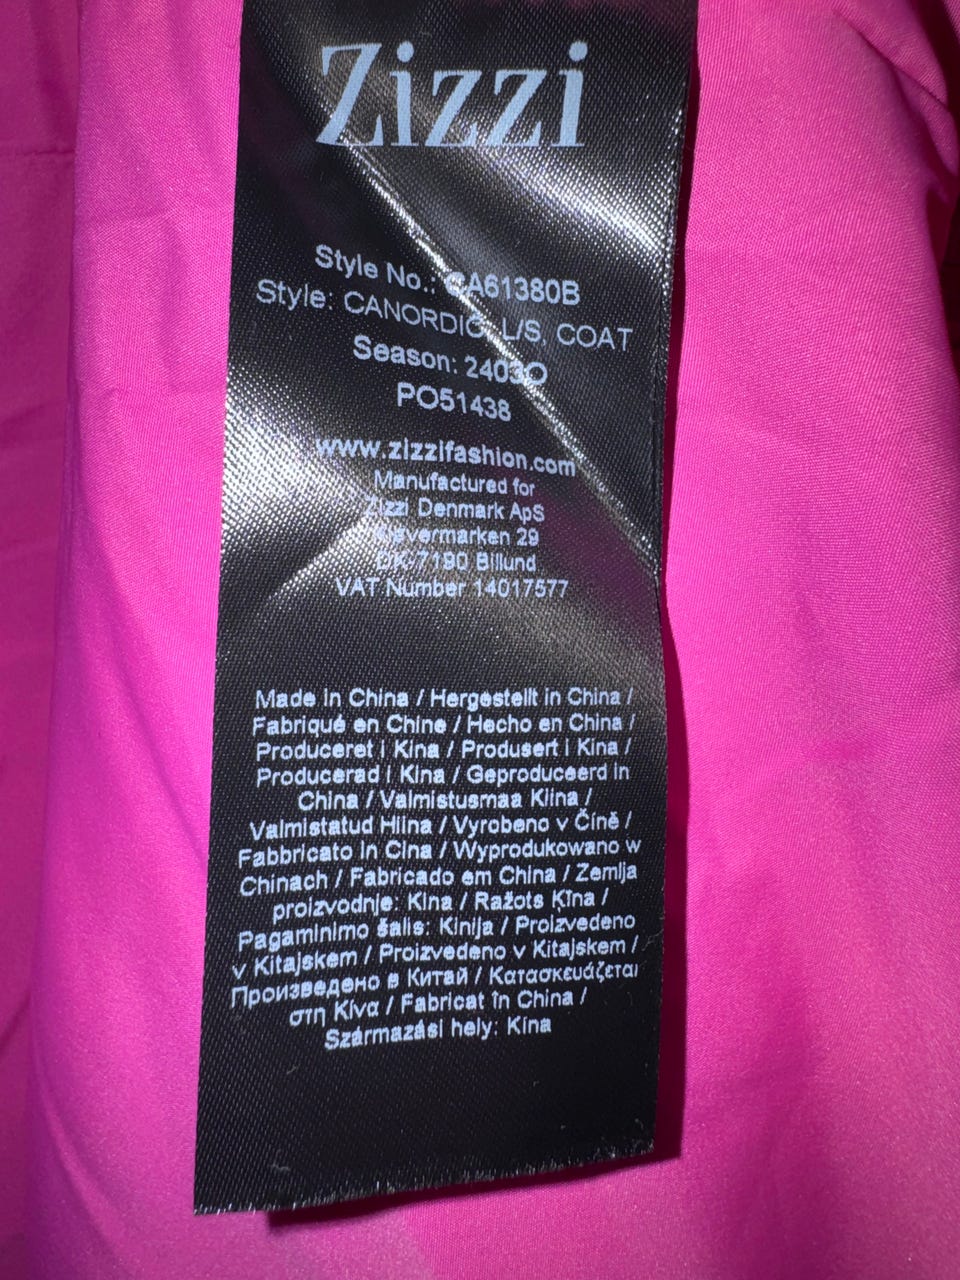 Zizzi
Style No.: CA61380B
Style: CANORDIC, L/S, COAT
Season: 2403O
PO51438
www.zizzifashion.com
Manufactured for
Zizzi Denmark ApS
Kløvermarken 29
DK-7190 Billund
VAT Number 14017577
Made in China / Hergestellt in China /
Fabriqué en Chine / Hecho en China /
Produceret i Kina / Produsert i Kina /
Producerad i Kina / Geproduceerd in
China / Valmistusmaa Kiina /
Valmistatud Hiina / Vyrobeno v Číně /
Fabbricato in Cina / Wyprodukowano w
Chinach / Fabricado em China / Zemlja
proizvodnje: Kina / Ražots Ķīna /
Pagaminimo šalis: Kinija / Proizvedeno
v Kitajskem / Proizvedeno v Kitajskem /
Произведено в Китай / Κατασκευάζεται
στη Κίνα / Fabricat în China /
Származási hely: Kína